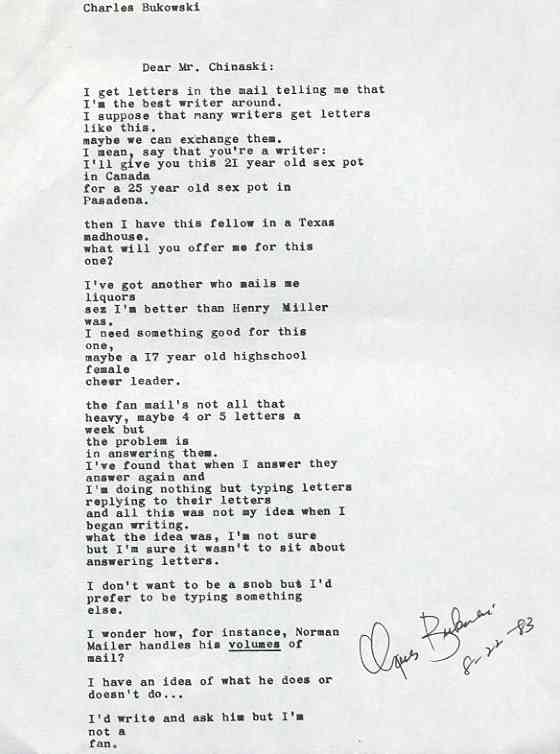 Charles Bukowski
Dear Mr. Chinaski:
I get letters in the mail telling me that
I'm the best writer around.
I suppose that many writers get letters
like this.
maybe we can exchange them.
I mean, say that you're a writer:
I'll give you this 2I year old sex pot
in Canada
for a 25 year old sex pot in
Pasadena.
then I have this fellow in a Texas
madhouse.
what will you offer me for this
one?
I've got another who mails me
liquors
sez I'm better than Henry Miller
was.
I need something good for this
one,
maybe a I7 year old highschool
female
cheer leader.
the fan mail's not all that
heavy, maybe 4 or 5 letters a
week but
the problem is
in answering them.
I've found that when I answer they
answer again and
I'm doing nothing but typing letters
replying to their letters
and all this was not my idea when I
began writing.
what the idea was, I'm not sure
but I'm sure it wasn't to sit about
answering letters.
I don't want to be a snob but I'd
prefer to be typing something
else.
I wonder how, for instance, Norman
Mailer handles his volumes of
mail?
I have an idea of what he does or
doesn't do...
I'd write and ask him but I'm
not a
fan.
Charles Bukowski
8-22-83